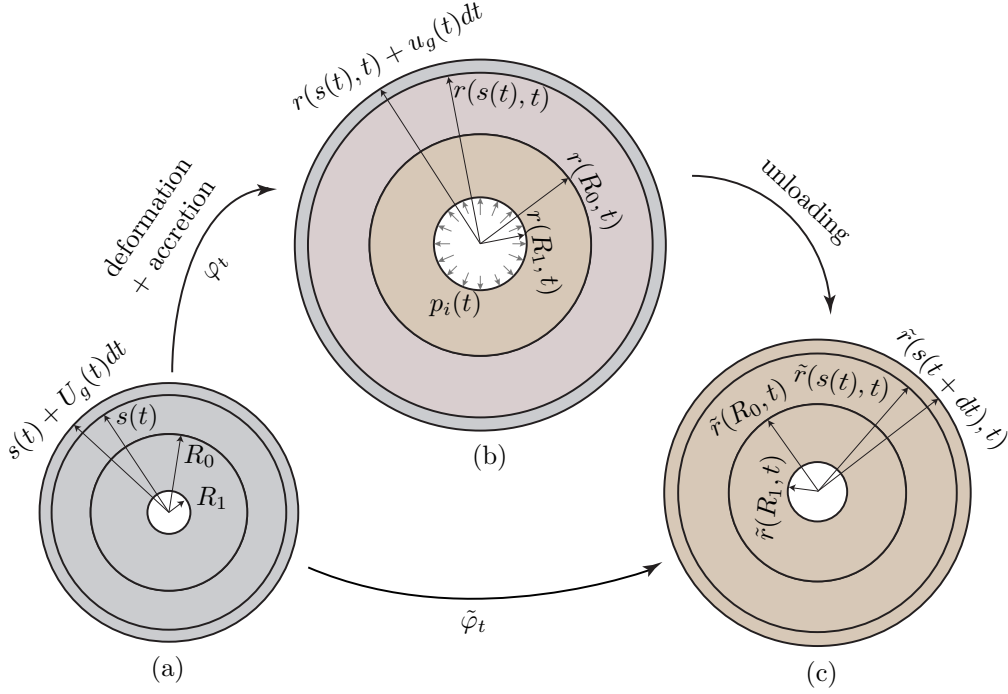 r(s(t), t) + u_g(t)dt
r(s(t), t)
r(R_0, t)
r(R_1, t)
p_i(t)
(b)
deformation
+ accretion
φ_t
unloading
s(t) + U_g(t)dt
s(t)
R_0
R_1
(a)
r̃(s(t + dt), t)
r̃(s(t), t)
r̃(R_0, t)
r̃(R_1, t)
(c)
φ̃_t